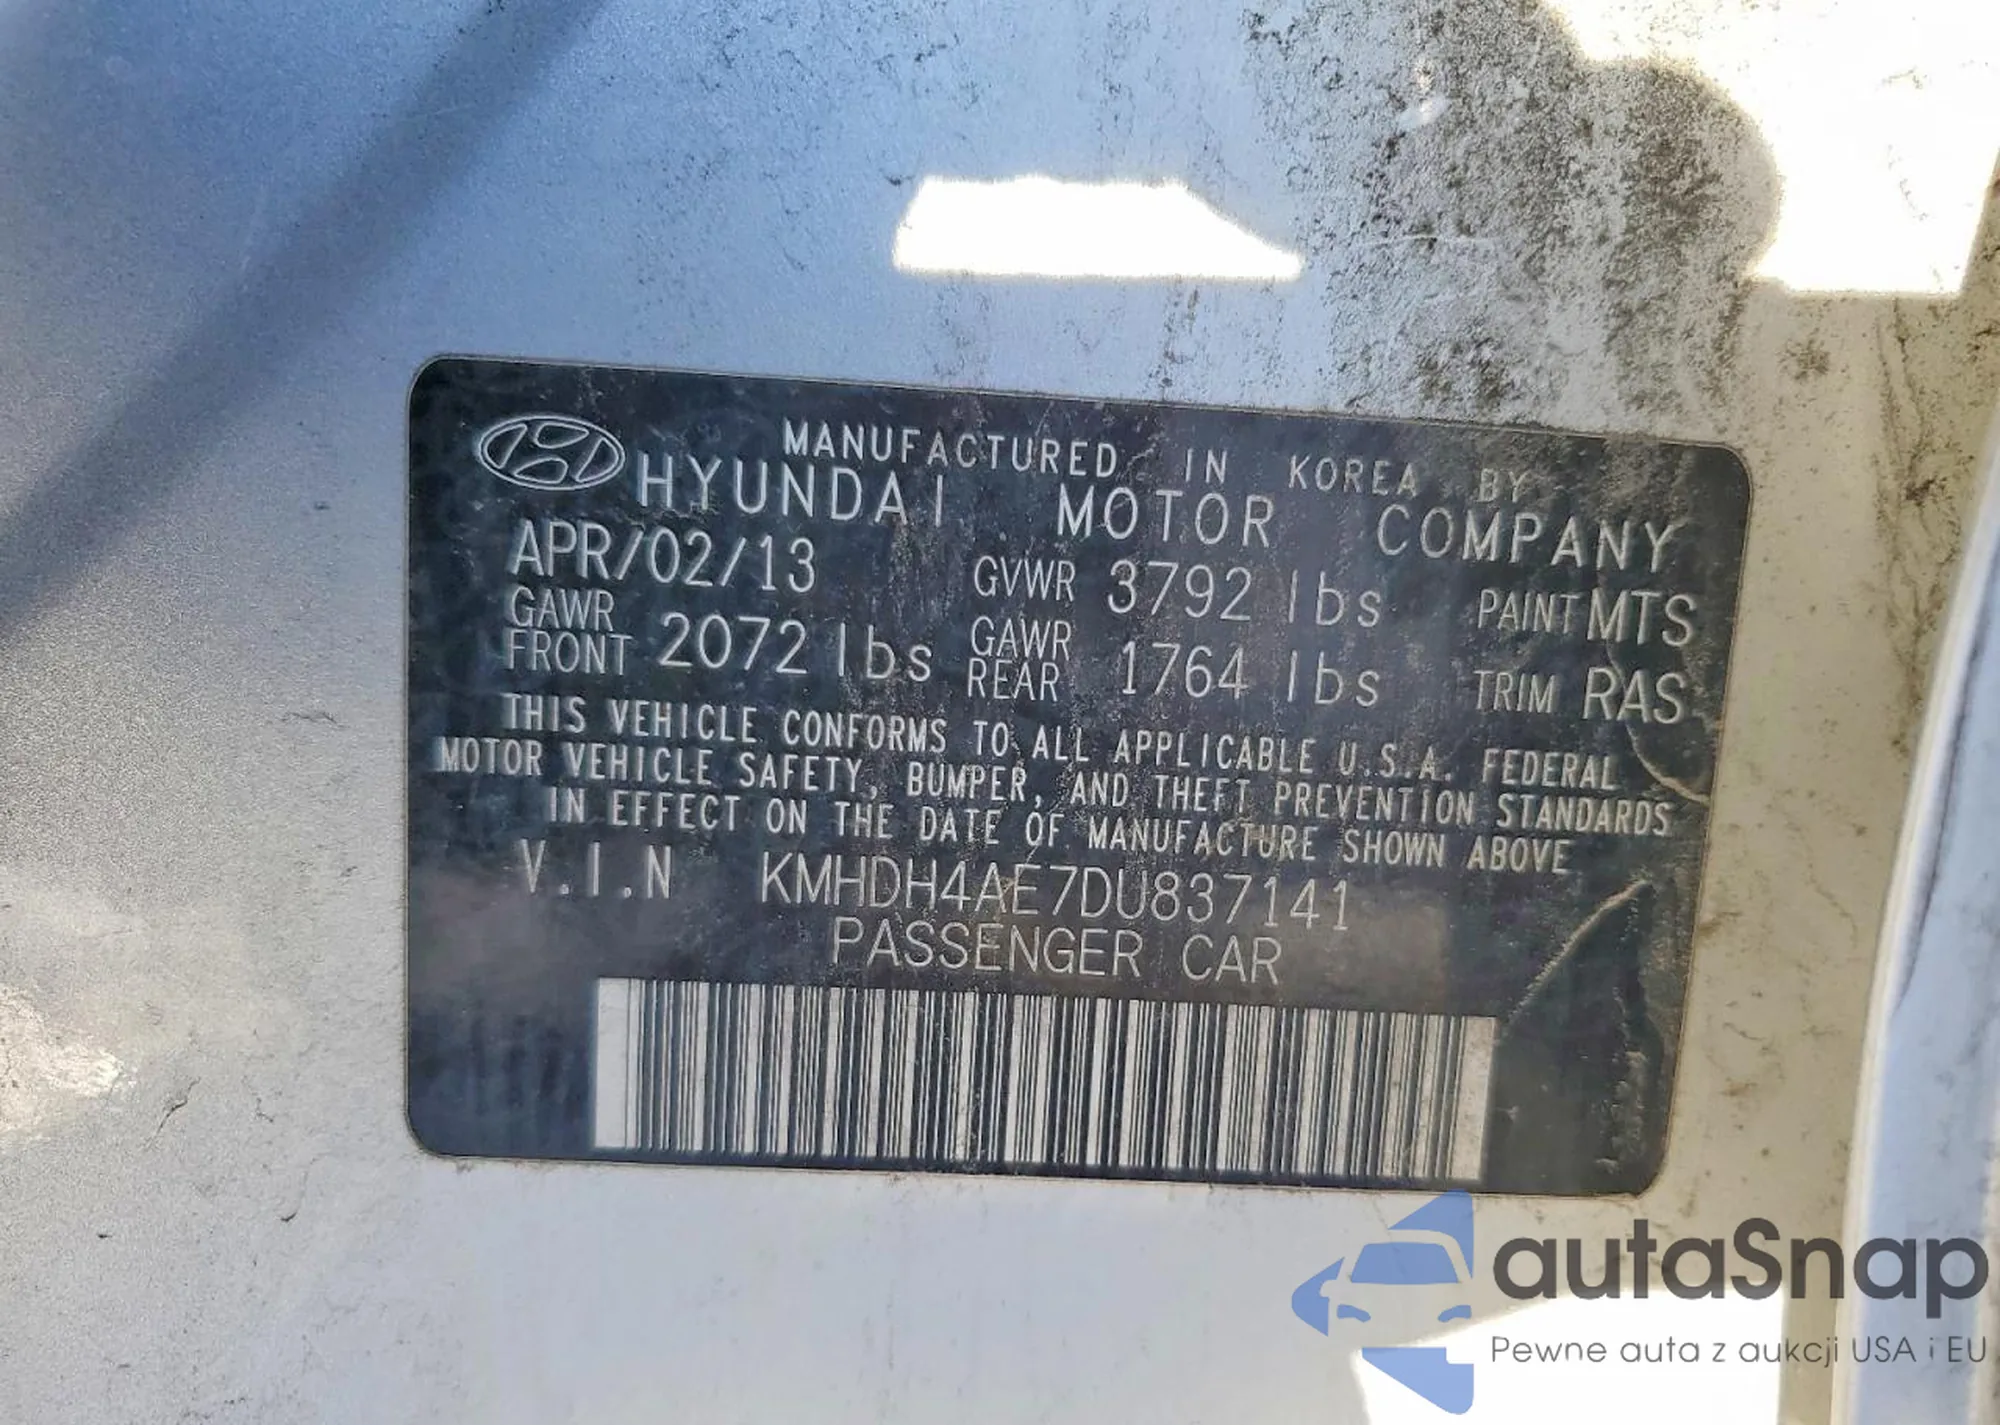 MANUFACTURED IN KOREA BY
HYUNDAI MOTOR COMPANY
APR/02/13 GVWR 3792 lbs PAINT MTS
GAWR FRONT 2072 lbs GAWR REAR 1764 lbs TRIM RAS
THIS VEHICLE CONFORMS TO ALL APPLICABLE U.S.A. FEDERAL
MOTOR VEHICLE SAFETY, BUMPER, AND THEFT PREVENTION STANDARDS
IN EFFECT ON THE DATE OF MANUFACTURE SHOWN ABOVE
V.I.N KMHDH4AE7DU837141
PASSENGER CAR
autaSnap
Pewne auta z aukcji USA i EU